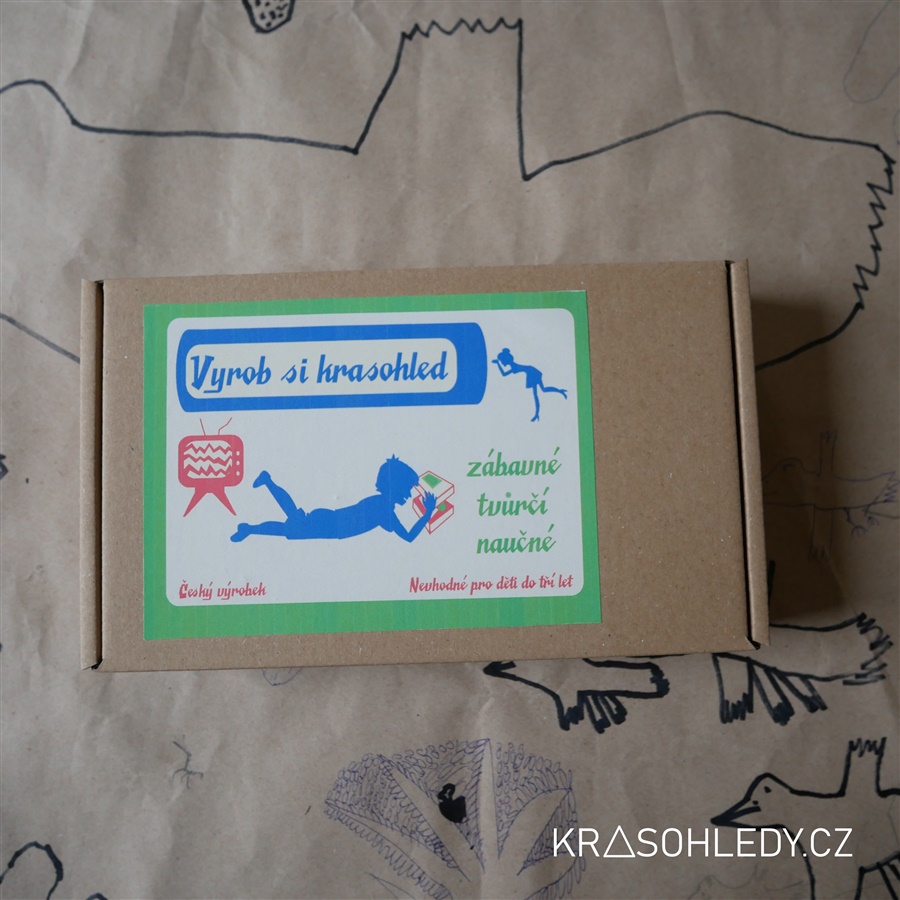 Vyrob si krasohled
zábavné
tvůrčí
naučné
Český výrobek
Nevhodné pro děti do tří let
KRASOHLEDY.CZ